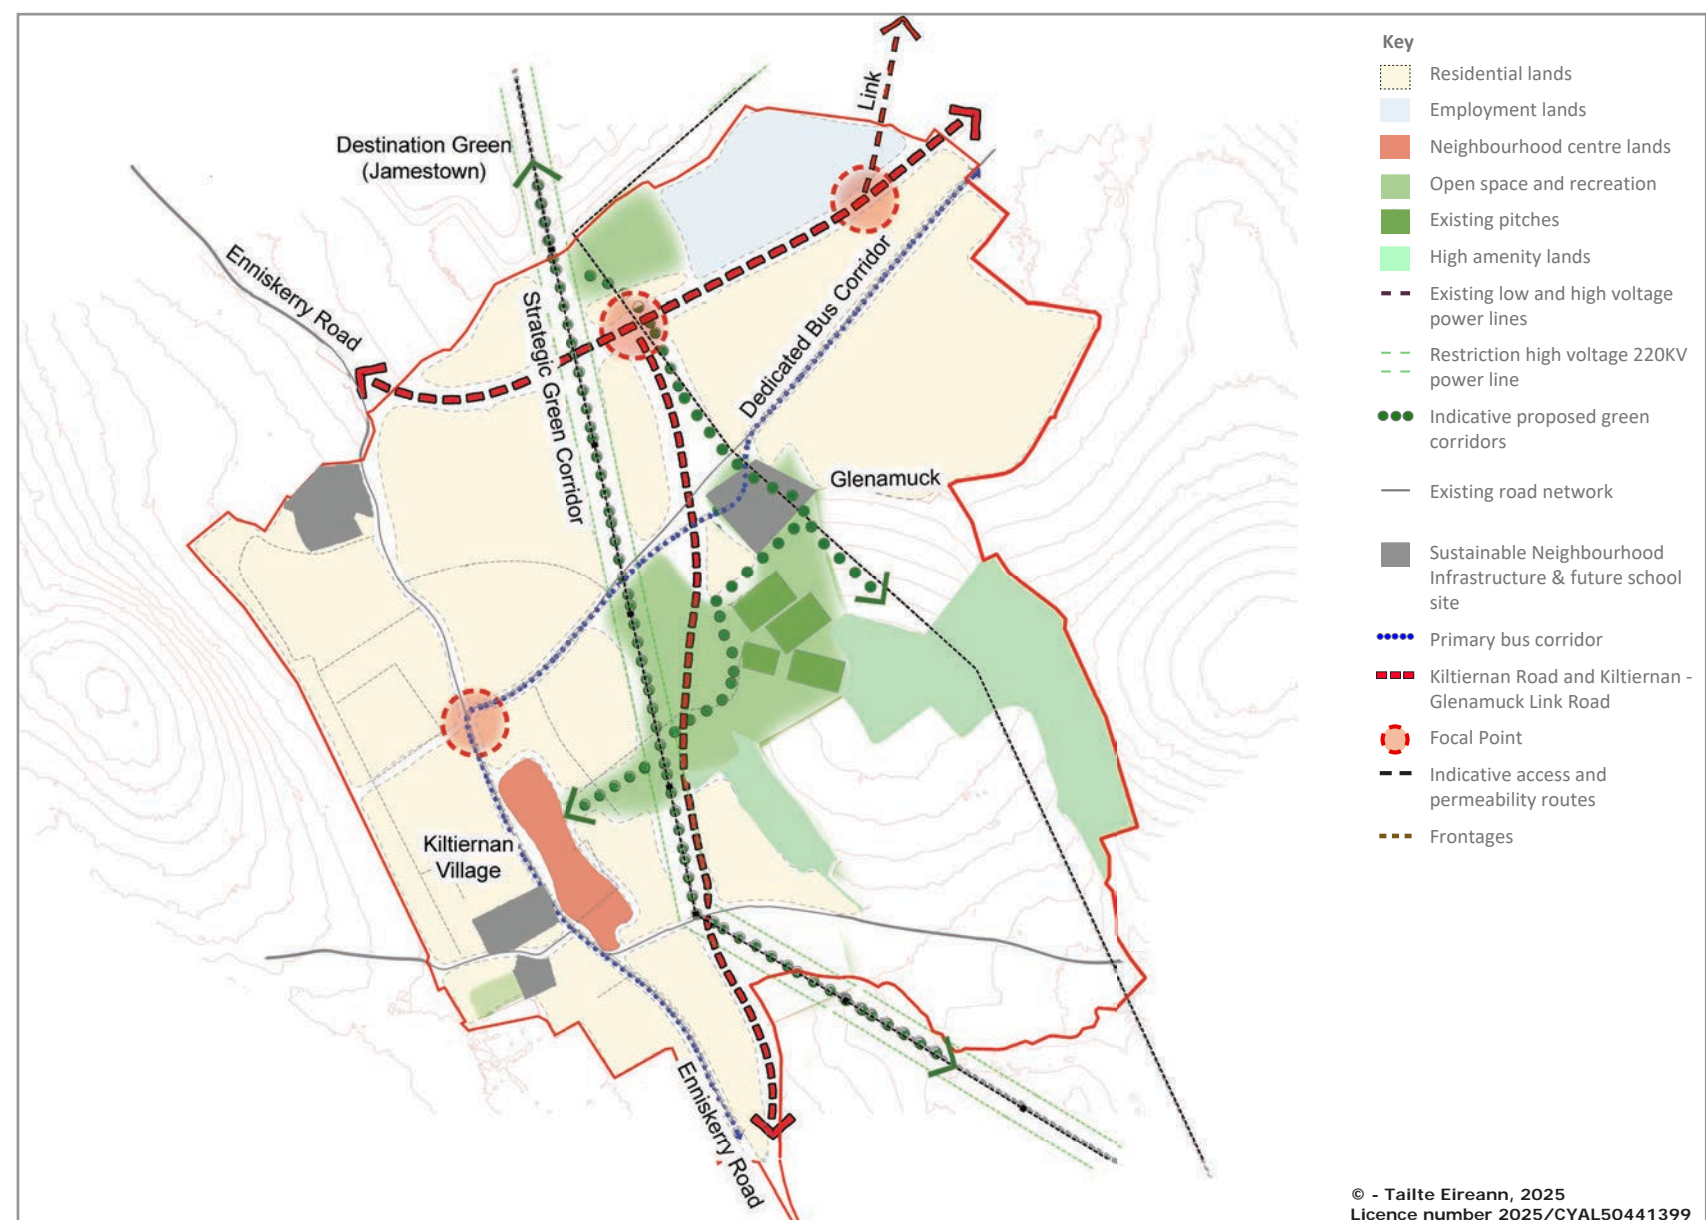 Link
Destination Green
(Jamestown)
Enniskerry Road
Strategic Green Corridor
Dedicated Bus Corridor
Glenamuck
Kiltiernan
Village
Enniskerry Road
Key
Residential lands
Employment lands
Neighbourhood centre lands
Open space and recreation
Existing pitches
High amenity lands
Existing low and high voltage
power lines
Restriction high voltage 220KV
power line
Indicative proposed green
corridors
Existing road network
Sustainable Neighbourhood
Infrastructure & future school
site
Primary bus corridor
Kiltiernan Road and Kiltiernan -
Glenamuck Link Road
Focal Point
Indicative access and
permeability routes
Frontages
© - Tailte Eireann, 2025
Licence number 2025/CYAL50441399